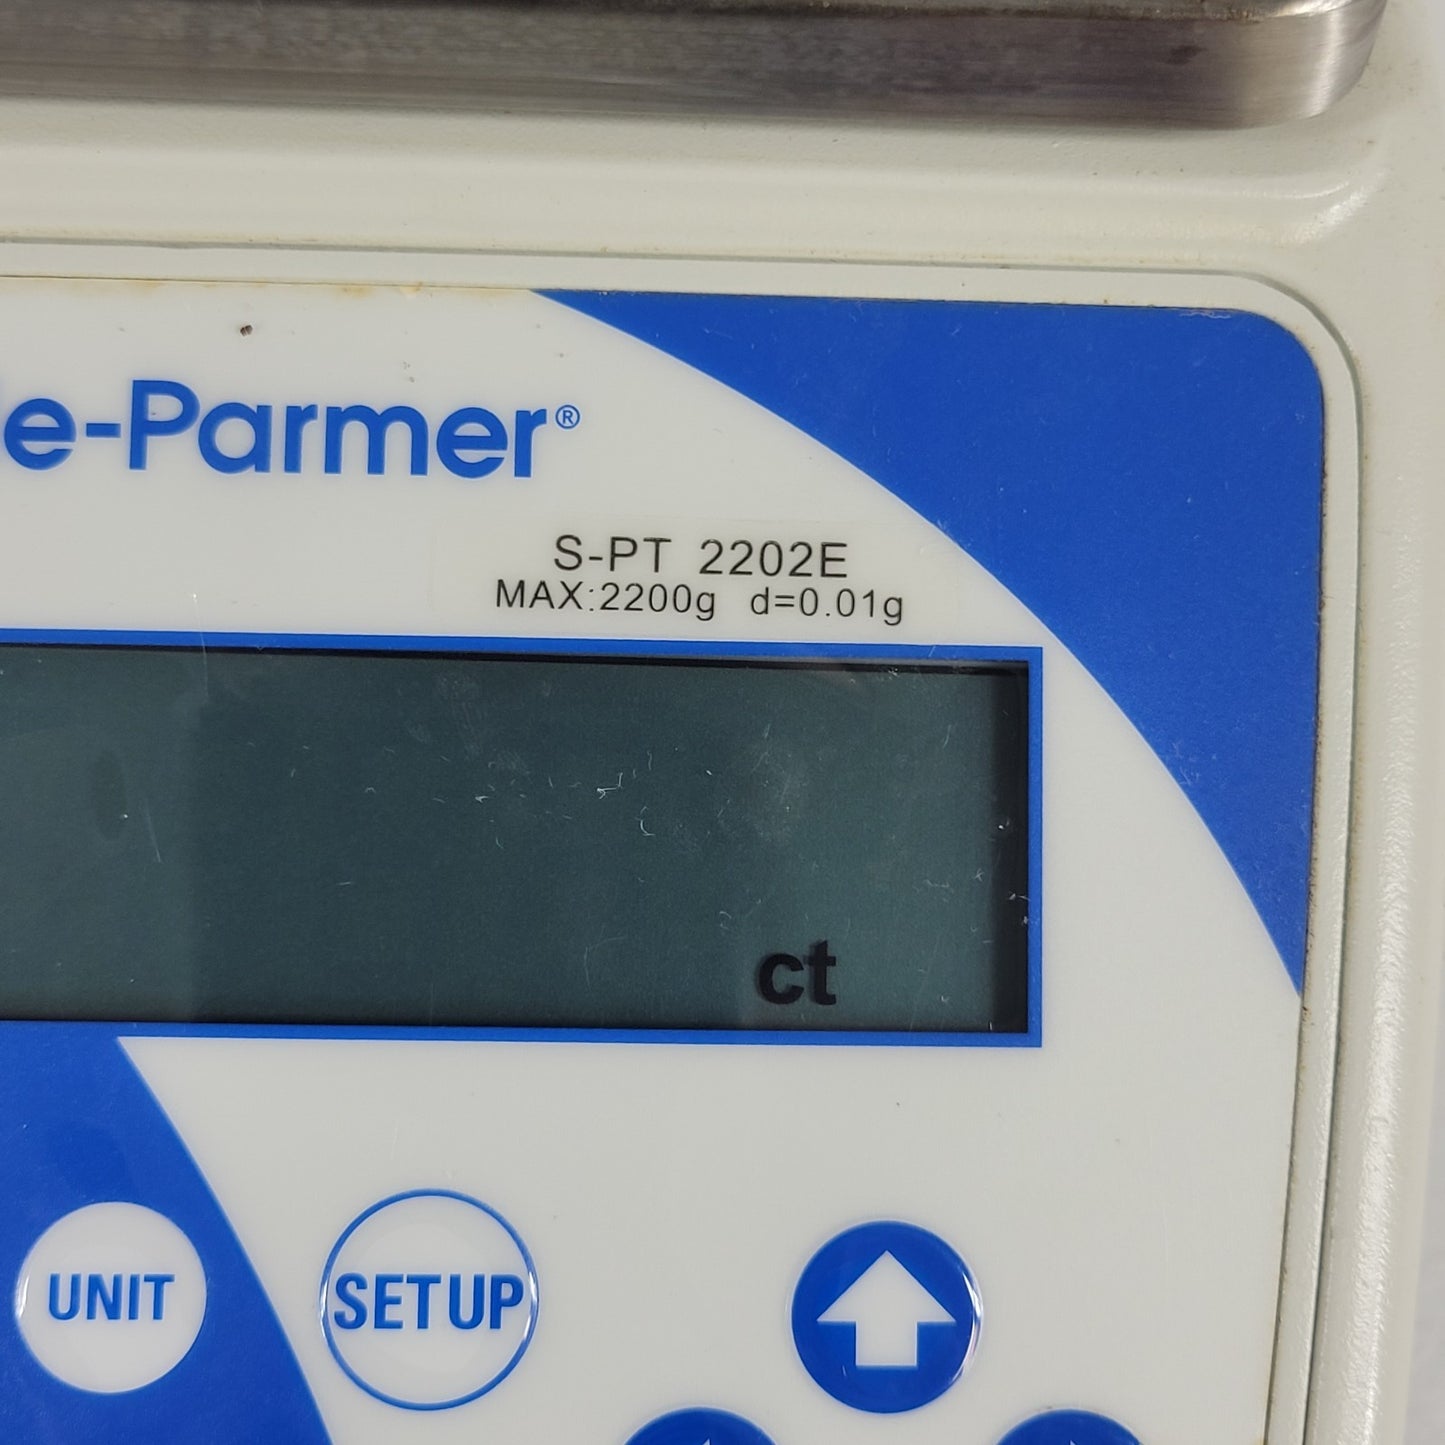 e-Parmer®
S-PT 2202E
MAX:2200g d=0.01g
ct
UNIT
SETUP